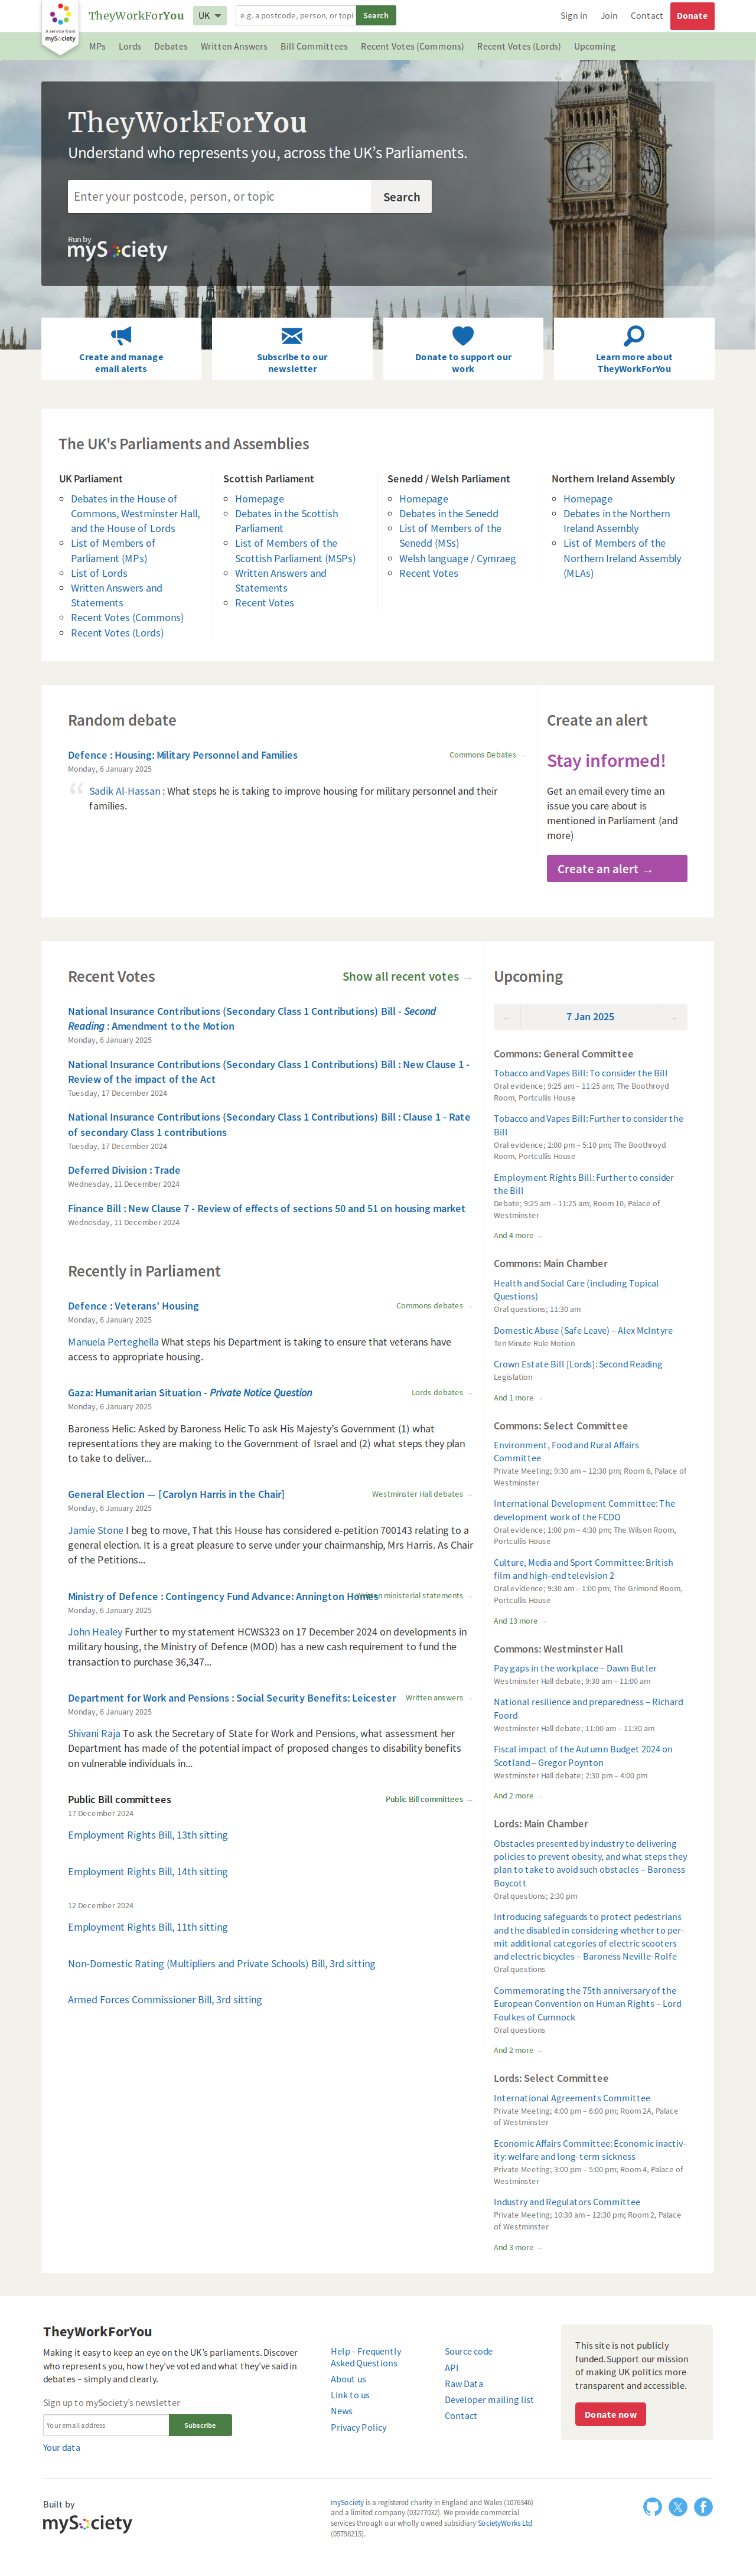 A service from
mySociety
TheyWorkForYou
UK
e.g. a postcode, person, or topi
Search
Sign in
Join
Contact
Donate
MPs
Lords
Debates
Written Answers
Bill Committees
Recent Votes (Commons)
Recent Votes (Lords)
Upcoming
TheyWorkForYou
Understand who represents you, across the UK’s Parliaments.
Enter your postcode, person, or topic
Search
Run by
mySociety
Create and manage
email alerts
Subscribe to our
newsletter
Donate to support our
work
Learn more about
TheyWorkForYou
The UK's Parliaments and Assemblies
UK Parliament
Debates in the House of
Commons, Westminster Hall,
and the House of Lords
List of Members of
Parliament (MPs)
List of Lords
Written Answers and
Statements
Recent Votes (Commons)
Recent Votes (Lords)
Scottish Parliament
Homepage
Debates in the Scottish
Parliament
List of Members of the
Scottish Parliament (MSPs)
Written Answers and
Statements
Recent Votes
Senedd / Welsh Parliament
Homepage
Debates in the Senedd
List of Members of the
Senedd (MSs)
Welsh language / Cymraeg
Recent Votes
Northern Ireland Assembly
Homepage
Debates in the Northern
Ireland Assembly
List of Members of the
Northern Ireland Assembly
(MLAs)
Random debate
Defence : Housing: Military Personnel and Families
Commons Debates →
Monday, 6 January 2025
“ Sadik Al-Hassan : What steps he is taking to improve housing for military personnel and their
families.
Create an alert
Stay informed!
Get an email every time an
issue you care about is
mentioned in Parliament (and
more)
Create an alert →
Recent Votes
Show all recent votes →
National Insurance Contributions (Secondary Class 1 Contributions) Bill - Second
Reading : Amendment to the Motion
Monday, 6 January 2025
National Insurance Contributions (Secondary Class 1 Contributions) Bill : New Clause 1 -
Review of the impact of the Act
Tuesday, 17 December 2024
National Insurance Contributions (Secondary Class 1 Contributions) Bill : Clause 1 - Rate
of secondary Class 1 contributions
Tuesday, 17 December 2024
Deferred Division : Trade
Wednesday, 11 December 2024
Finance Bill : New Clause 7 - Review of effects of sections 50 and 51 on housing market
Wednesday, 11 December 2024
Recently in Parliament
Defence : Veterans’ Housing
Commons debates →
Monday, 6 January 2025
Manuela Perteghella What steps his Department is taking to ensure that veterans have
access to appropriate housing.
Gaza: Humanitarian Situation - Private Notice Question
Lords debates →
Monday, 6 January 2025
Baroness Helic: Asked by Baroness Helic To ask His Majesty’s Government (1) what
representations they are making to the Government of Israel and (2) what steps they plan
to take to deliver...
General Election — [Carolyn Harris in the Chair]
Westminster Hall debates →
Monday, 6 January 2025
Jamie Stone I beg to move, That this House has considered e-petition 700143 relating to a
general election. It is a great pleasure to serve under your chairmanship, Mrs Harris. As Chair
of the Petitions...
Ministry of Defence : Contingency Fund Advance: Annington Homes
Written ministerial statements →
Monday, 6 January 2025
John Healey Further to my statement HCWS323 on 17 December 2024 on developments in
military housing, the Ministry of Defence (MOD) has a new cash requirement to fund the
transaction to purchase 36,347...
Department for Work and Pensions : Social Security Benefits: Leicester
Written answers →
Monday, 6 January 2025
Shivani Raja To ask the Secretary of State for Work and Pensions, what assessment her
Department has made of the potential impact of proposed changes to disability benefits
on vulnerable individuals in...
Public Bill committees
Public Bill committees →
17 December 2024
Employment Rights Bill, 13th sitting
Employment Rights Bill, 14th sitting
12 December 2024
Employment Rights Bill, 11th sitting
Non-Domestic Rating (Multipliers and Private Schools) Bill, 3rd sitting
Armed Forces Commissioner Bill, 3rd sitting
Upcoming
← 7 Jan 2025 →
Commons: General Committee
Tobacco and Vapes Bill: To consider the Bill
Oral evidence; 9:25 am – 11:25 am; The Boothroyd
Room, Portcullis House
Tobacco and Vapes Bill: Further to consider the
Bill
Oral evidence; 2:00 pm – 5:10 pm; The Boothroyd
Room, Portcullis House
Employment Rights Bill: Further to consider
the Bill
Debate; 9:25 am – 11:25 am; Room 10, Palace of
Westminster
And 4 more →
Commons: Main Chamber
Health and Social Care (including Topical
Questions)
Oral questions; 11:30 am
Domestic Abuse (Safe Leave) – Alex McIntyre
Ten Minute Rule Motion
Crown Estate Bill [Lords]: Second Reading
Legislation
And 1 more →
Commons: Select Committee
Environment, Food and Rural Affairs
Committee
Private Meeting; 9:30 am – 12:30 pm; Room 6, Palace of
Westminster
International Development Committee: The
development work of the FCDO
Oral evidence; 1:00 pm – 4:30 pm; The Wilson Room,
Portcullis House
Culture, Media and Sport Committee: British
film and high-end television 2
Oral evidence; 9:30 am – 1:00 pm; The Grimond Room,
Portcullis House
And 13 more →
Commons: Westminster Hall
Pay gaps in the workplace – Dawn Butler
Westminster Hall debate; 9:30 am – 11:00 am
National resilience and preparedness – Richard
Foord
Westminster Hall debate; 11:00 am – 11:30 am
Fiscal impact of the Autumn Budget 2024 on
Scotland – Gregor Poynton
Westminster Hall debate; 2:30 pm – 4:00 pm
And 2 more →
Lords: Main Chamber
Obstacles presented by industry to delivering
policies to prevent obesity, and what steps they
plan to take to avoid such obstacles – Baroness
Boycott
Oral questions; 2:30 pm
Introducing safeguards to protect pedestrians
and the disabled in considering whether to per-
mit additional categories of electric scooters
and electric bicycles – Baroness Neville-Rolfe
Oral questions
Commemorating the 75th anniversary of the
European Convention on Human Rights – Lord
Foulkes of Cumnock
Oral questions
And 2 more →
Lords: Select Committee
International Agreements Committee
Private Meeting; 4:00 pm – 6:00 pm; Room 2A, Palace
of Westminster
Economic Affairs Committee: Economic inactiv-
ity: welfare and long-term sickness
Private Meeting; 3:00 pm – 5:00 pm; Room 4, Palace of
Westminster
Industry and Regulators Committee
Private Meeting; 10:30 am – 12:30 pm; Room 2, Palace
of Westminster
And 3 more →
TheyWorkForYou
Making it easy to keep an eye on the UK’s parliaments. Discover
who represents you, how they’ve voted and what they’ve said in
debates – simply and clearly.
Sign up to mySociety’s newsletter
Your email address
Subscribe
Your data
Help - Frequently
Asked Questions
About us
Link to us
News
Privacy Policy
Source code
API
Raw Data
Developer mailing list
Contact
This site is not publicly
funded. Support our mission
of making UK politics more
transparent and accessible.
Donate now
Built by
mySociety
mySociety is a registered charity in England and Wales (1076346)
and a limited company (03277032). We provide commercial
services through our wholly owned subsidiary SocietyWorks Ltd
(05798215).